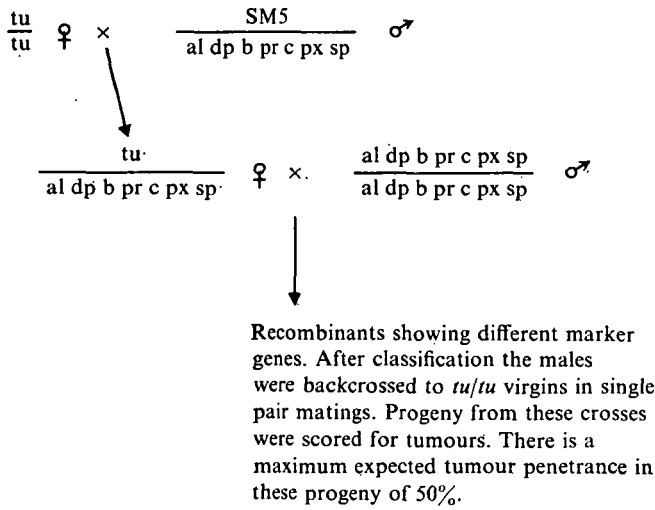 tu
tu
♀ ×
SM5
al dp b pr c px sp
♂
tu
al dp b pr c px sp
♀ ×.
al dp b pr c px sp
al dp b pr c px sp
♂
Recombinants showing different marker
genes. After classification the males
were backcrossed to tu/tu virgins in single
pair matings. Progeny from these crosses
were scored for tumours. There is a
maximum expected tumour penetrance in
these progeny of 50%.